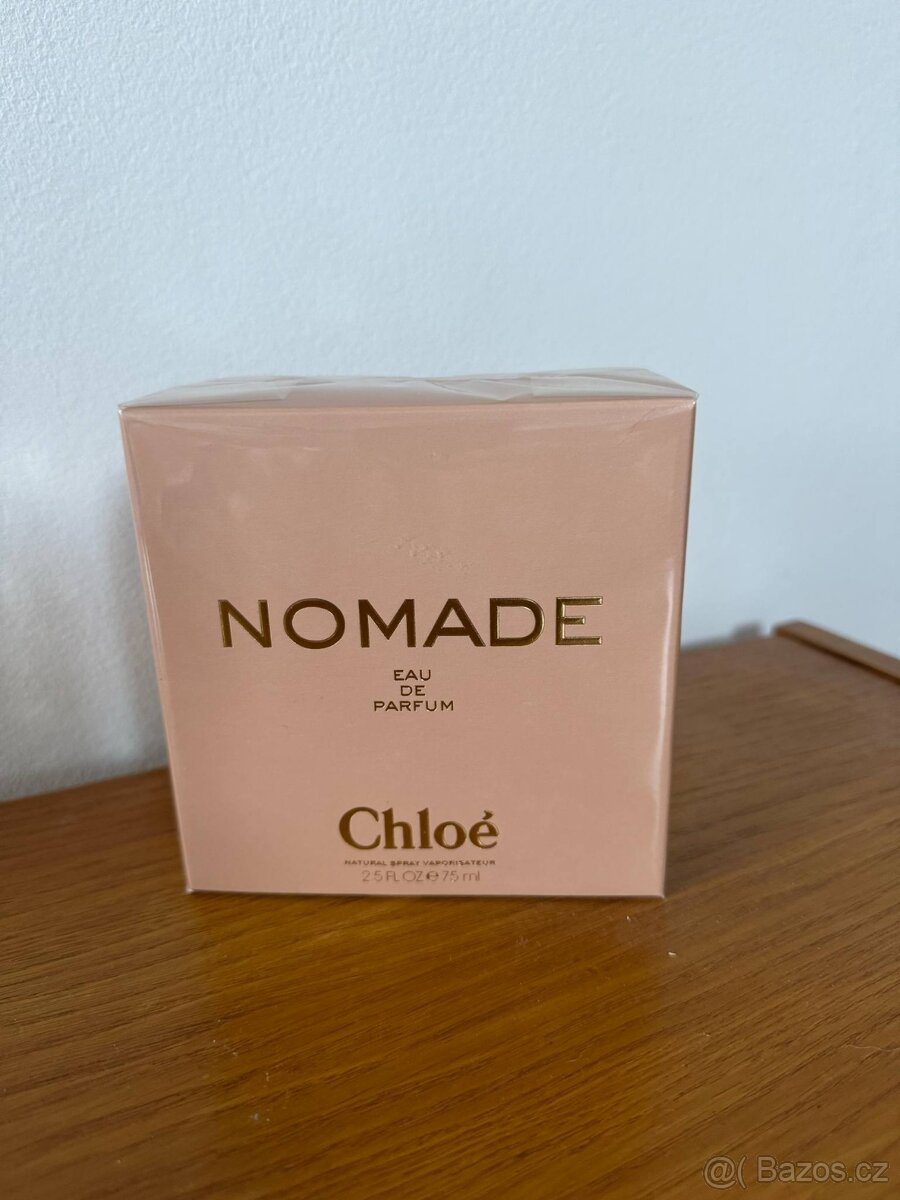 NOMADE
EAU
DE
PARFUM
Chloé
NATURAL SPRAY VAPORISATEUR
2.5 FL OZ ℮ 75 ml
@( Bazos.cz